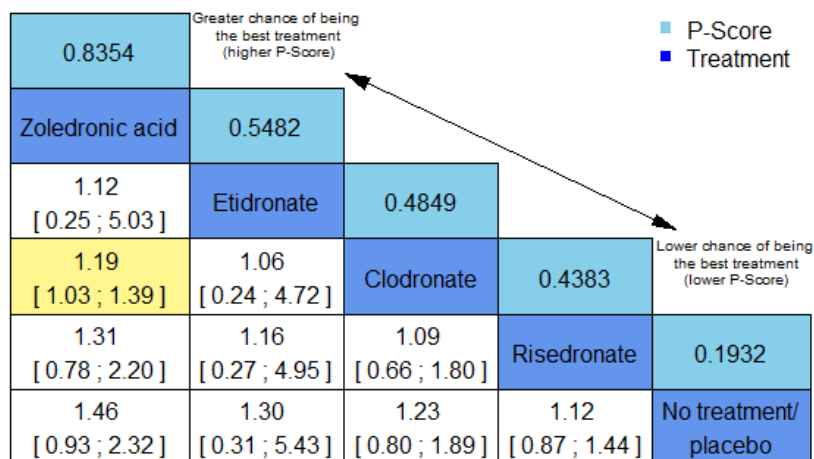 Greater chance of being
the best treatment
(higher P-Score)
P-Score
Treatment
0.8354
Zoledronic acid
0.5482
1.12
[ 0.25 ; 5.03 ]
Etidronate
0.4849
Lower chance of being
the best treatment
(lower P-Score)
1.19
[ 1.03 ; 1.39 ]
1.06
[ 0.24 ; 4.72 ]
Clodronate
0.4383
1.31
[ 0.78 ; 2.20 ]
1.16
[ 0.27 ; 4.95 ]
1.09
[ 0.66 ; 1.80 ]
Risedronate
0.1932
1.46
[ 0.93 ; 2.32 ]
1.30
[ 0.31 ; 5.43 ]
1.23
[ 0.80 ; 1.89 ]
1.12
[ 0.87 ; 1.44 ]
No treatment/
placebo